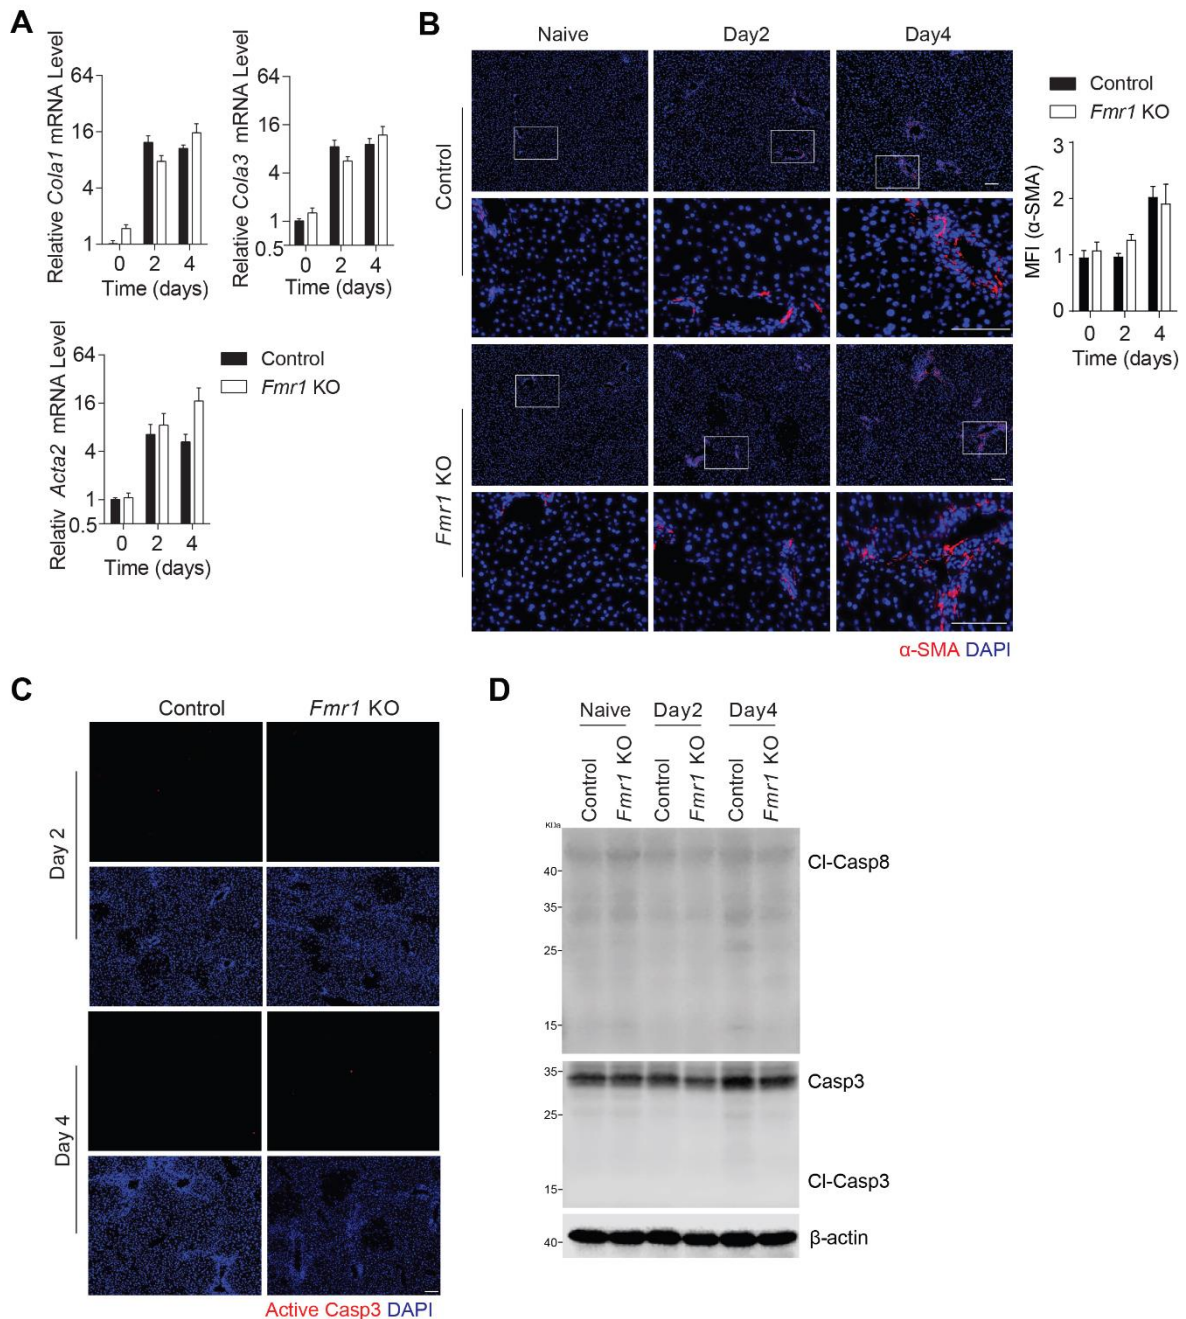 A
Relative Cola1 mRNA Level
64
16
4
1
0 2 4
Time (days)
Relative Cola3 mRNA Level
64
16
4
1
0.5
0 2 4
Time (days)
Relativ Acta2 mRNA Level
64
16
4
1
0.5
0 2 4
Time (days)
Control
Fmr1 KO
B
Naive Day2 Day4
Control
Fmr1 KO
α-SMA DAPI
Control
Fmr1 KO
MFI (α-SMA)
3
2
1
0
0 2 4
Time (days)
C
Control Fmr1 KO
Day 2
Day 4
Active Casp3 DAPI
D
Naive Day2 Day4
Control Fmr1 KO Control Fmr1 KO Control Fmr1 KO
KDa
40-
35-
25-
15-
Cl-Casp8
35-
25-
15-
Casp3
Cl-Casp3
40-
β-actin